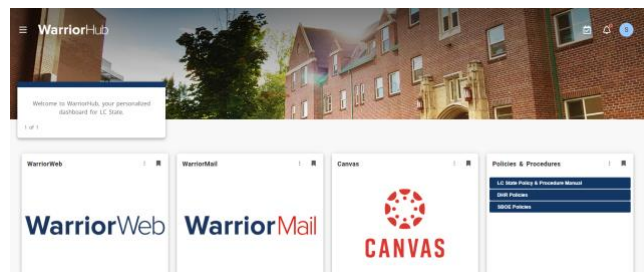 WarriorHub
S
Welcome to WarriorHub, your personalized
dashboard for LC State.
1 of 1
WarriorWeb
WarriorMail
Canvas
Policies & Procedures
WarriorWeb
WarriorMail
CANVAS
LC State Policy & Procedure Manual
DHR Policies
SBOE Policies